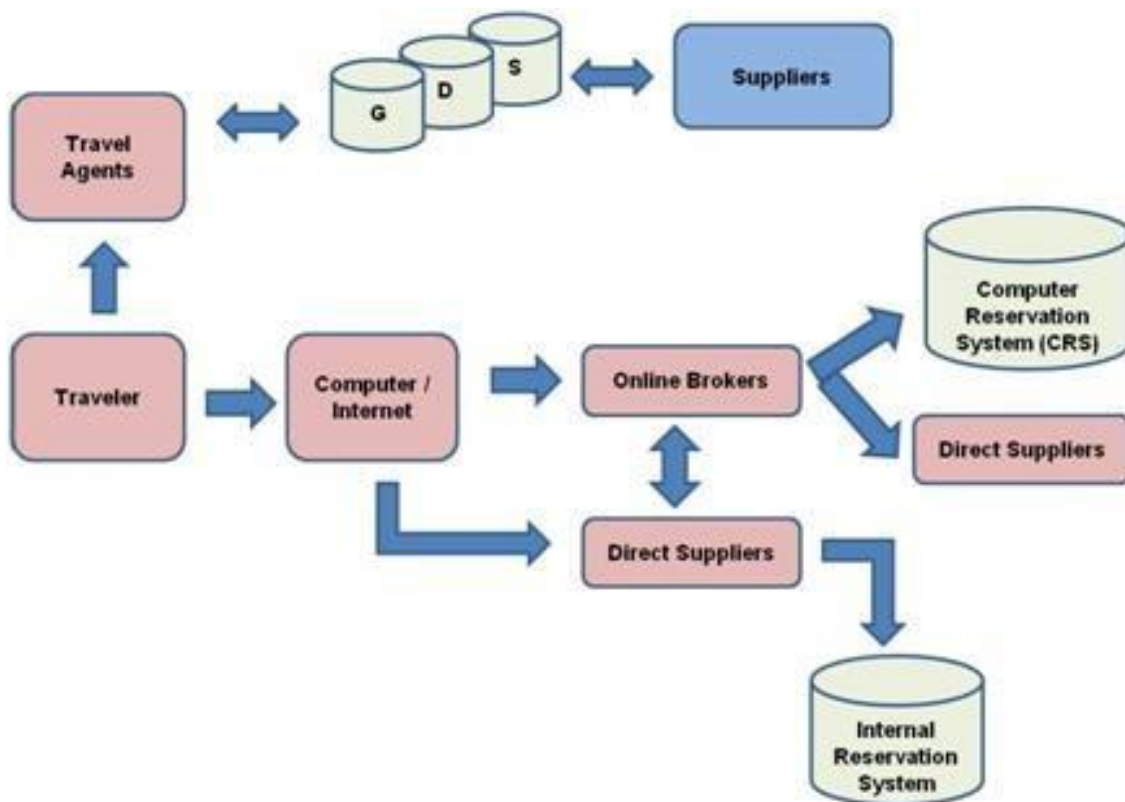 S
Suppliers
D
G
Travel
Agents
Computer
Reservation
System (CRS)
Traveler
Computer /
Internet
Online Brokers
Direct Suppliers
Direct Suppliers
Internal
Reservation
System